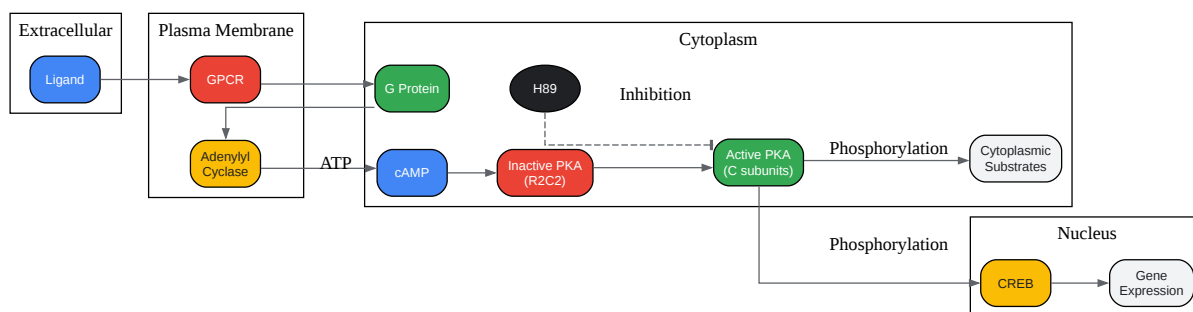 Extracellular
Plasma Membrane
Cytoplasm
Ligand
GPCR
G Protein
H89
Inhibition
Adenylyl
Cyclase
ATP
cAMP
Inactive PKA
(R2C2)
Active PKA
(C subunits)
Phosphorylation
Cytoplasmic
Substrates
Phosphorylation
Nucleus
CREB
Gene
Expression